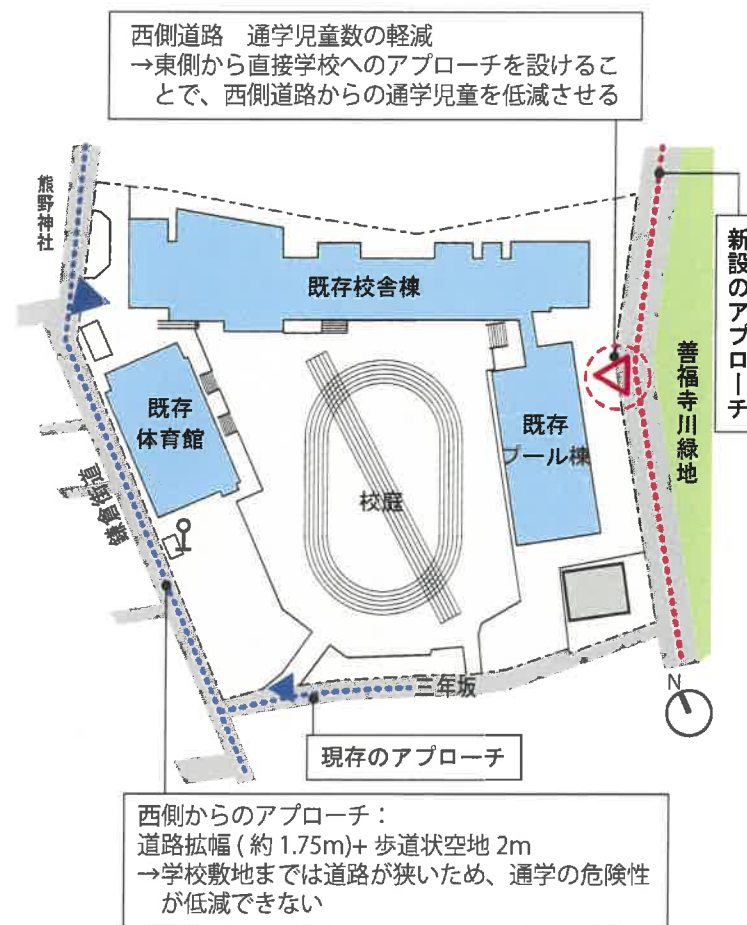 西側道路　通学児童数の軽減
→東側から直接学校へのアプローチを設けるこ
とで、西側道路からの通学児童を低減させる
熊野神社
新設のアプローチ
既存校舎棟
善福寺川緑地
既存
体育館
既存
プール棟
校庭
鎌倉街道
三年坂
N
現存のアプローチ
西側からのアプローチ：
道路拡幅 ( 約 1.75m)+ 歩道状空地 2m
→学校敷地までは道路が狭いため、通学の危険性
が低減できない